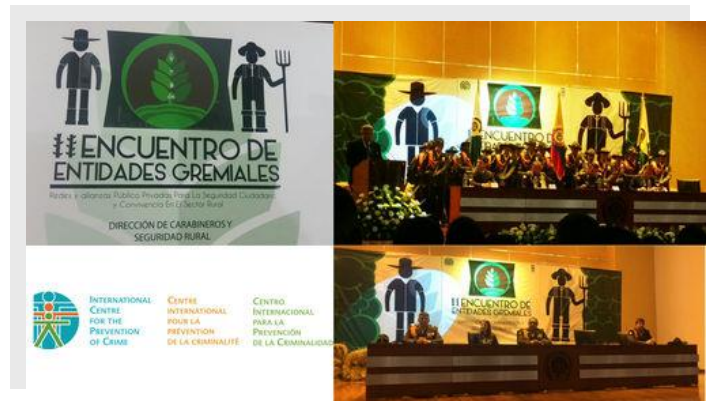 II ENCUENTRO DE
ENTIDADES GREMIALES
Redes y alianzas Público Privadas Para La Seguridad Ciudadana
y Convivencia En El Sector Rural
DIRECCIÓN DE CARABINEROS Y
SEGURIDAD RURAL
ENCUENTRO DE
II ENCUENTRO DE
ENTIDADES GREMIALES
INTERNATIONAL
CENTRE
FOR THE
PREVENTION
OF CRIME
CENTRE
INTERNATIONAL
POUR LA
PRÉVENTION
DE LA CRIMINALITÉ
CENTRO
INTERNACIONAL
PARA LA
PREVENCIÓN
DE LA CRIMINALIDAD